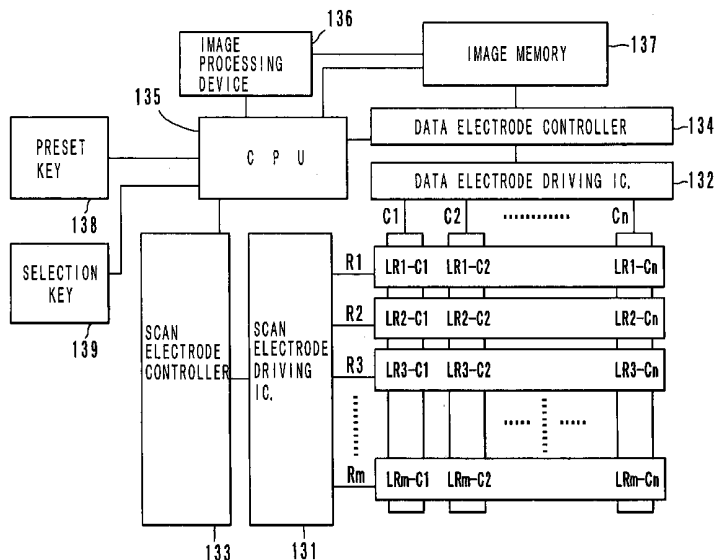 136
IMAGE
PROCESSING
DEVICE
IMAGE MEMORY
137
135
PRESET
KEY
138
C P U
DATA ELECTRODE CONTROLLER
134
DATA ELECTRODE DRIVING IC.
132
SELECTION
KEY
139
C1 C2 Cn
SCAN
ELECTRODE
CONTROLLER
133
SCAN
ELECTRODE
DRIVING
IC.
131
R1 LR1-C1 LR1-C2 LR1-Cn
R2 LR2-C1 LR2-C2 LR2-Cn
R3 LR3-C1 LR3-C2 LR3-Cn
Rm LRm-C1 LRm-C2 LRm-Cn